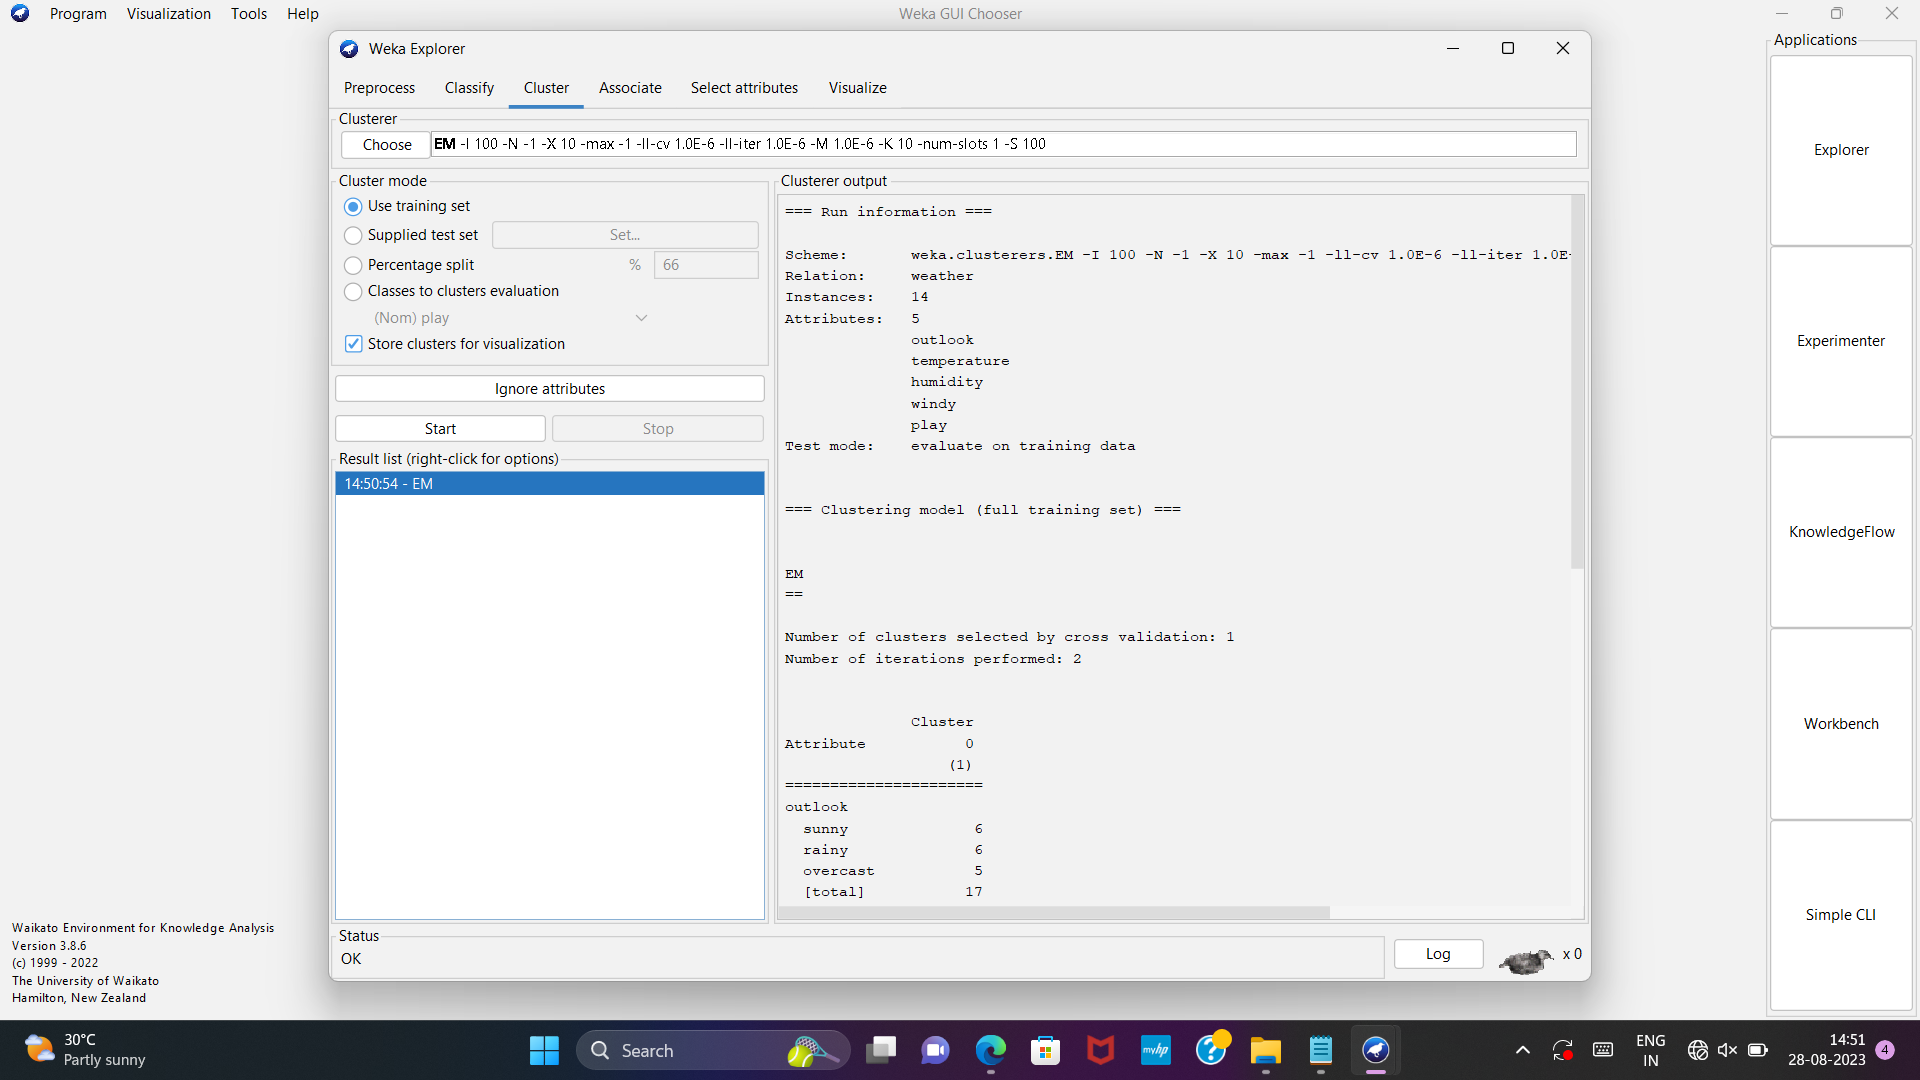 Program Visualization Tools Help
Weka GUI Chooser
Applications
Explorer
Experimenter
KnowledgeFlow
Workbench
Simple CLI
Weka Explorer
Preprocess Classify Cluster Associate Select attributes Visualize
Clusterer
Choose EM -I 100 -N -1 -X 10 -max -1 -ll-cv 1.0E-6 -ll-iter 1.0E-6 -M 1.0E-6 -K 10 -num-slots 1 -S 100
Cluster mode
Use training set
Supplied test set Set...
Percentage split % 66
Classes to clusters evaluation
(Nom) play
Store clusters for visualization
Ignore attributes
Start Stop
Result list (right-click for options)
14:50:54 - EM
Clusterer output
=== Run information ===
Scheme: weka.clusterers.EM -I 100 -N -1 -X 10 -max -1 -ll-cv 1.0E-6 -ll-iter 1.0E-
Relation: weather
Instances: 14
Attributes: 5
outlook
temperature
humidity
windy
play
Test mode: evaluate on training data
=== Clustering model (full training set) ===
EM
==
Number of clusters selected by cross validation: 1
Number of iterations performed: 2
Cluster
Attribute 0
(1)
======================
outlook
sunny 6
rainy 6
overcast 5
[total] 17
Status
OK
Log
x 0
Waikato Environment for Knowledge Analysis
Version 3.8.6
(c) 1999 - 2022
The University of Waikato
Hamilton, New Zealand
30°C
Partly sunny
Search
myhp
ENG
IN
14:51
28-08-2023
4